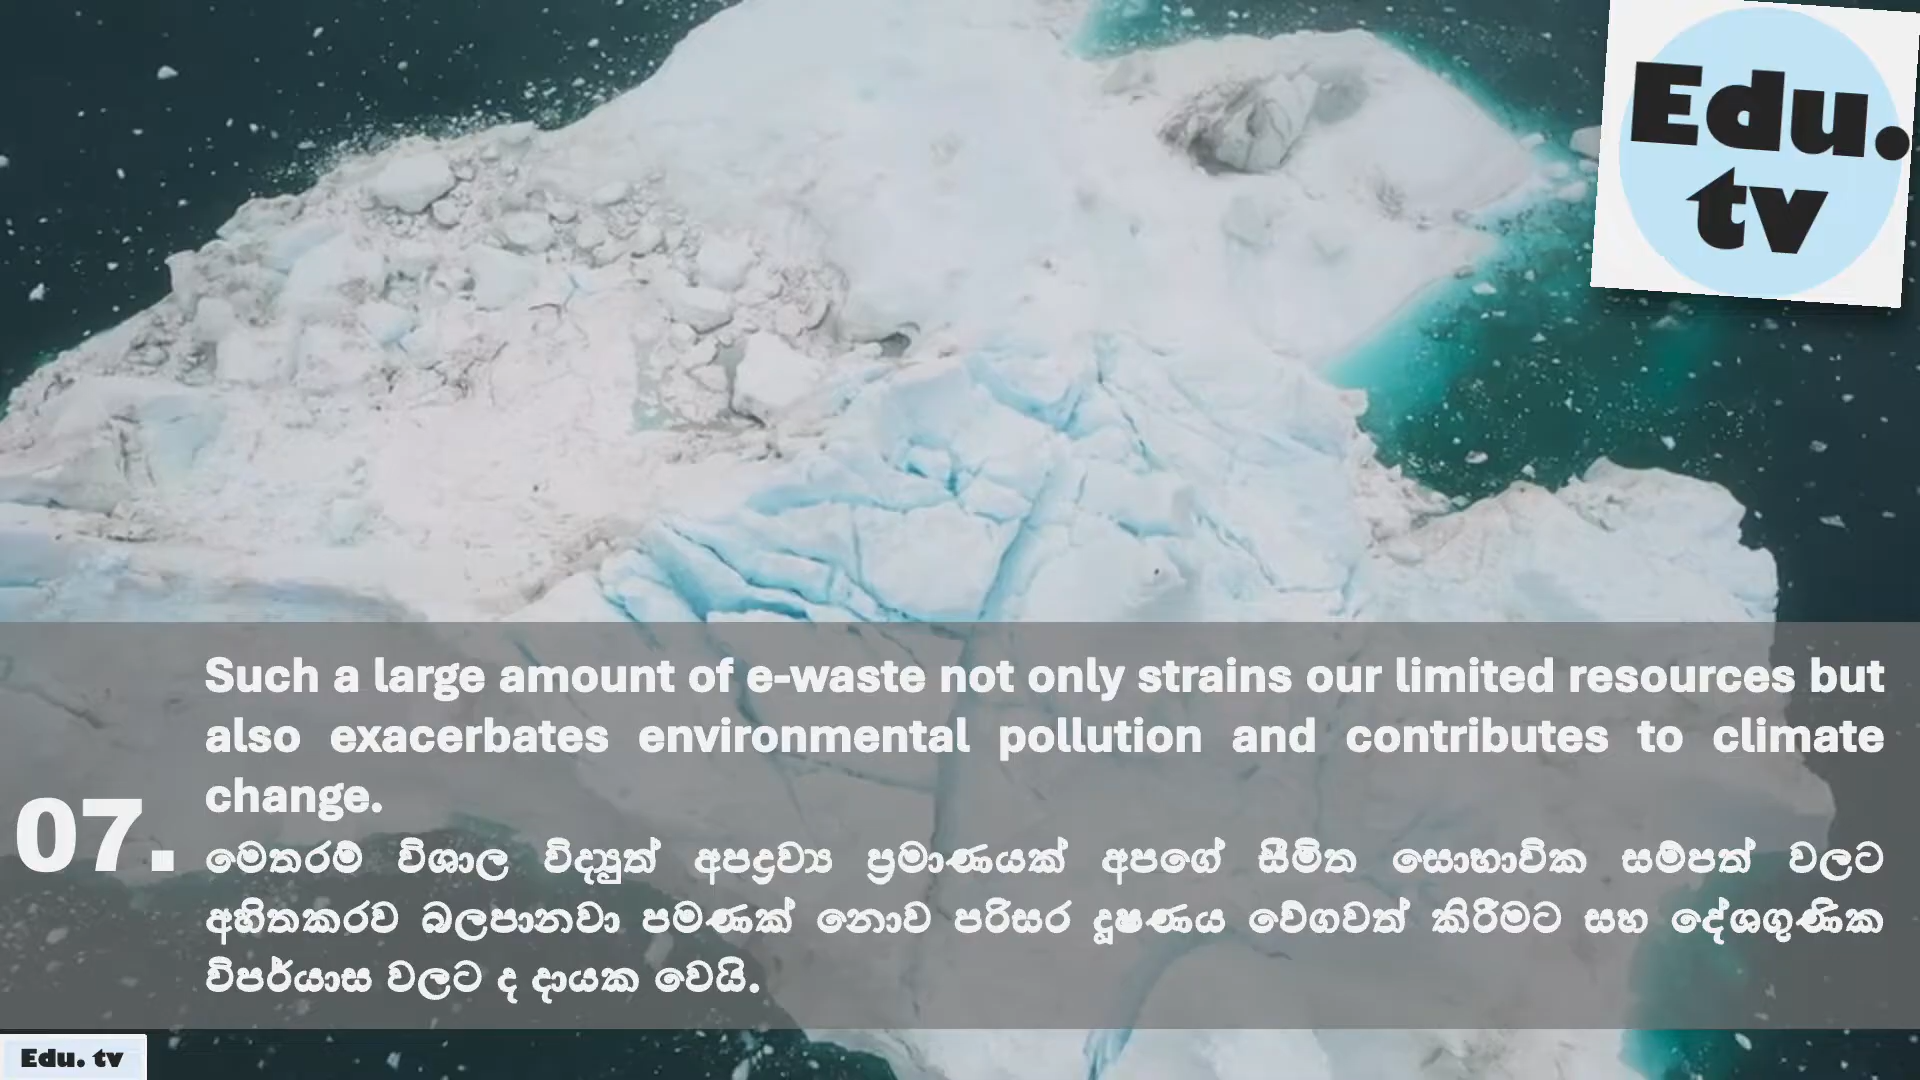 Edu.
tv
Such a large amount of e-waste not only strains our limited resources but
also exacerbates environmental pollution and contributes to climate
change.
07.
මෙතරම් විශාල විද්‍යුත් අපද්‍රව්‍ය ප්‍රමාණයක් අපගේ සීමිත සොභාවික සම්පත් වලට
අහිතකරව බලපානවා පමණක් නොව පරිසර දූෂණය වේගවත් කිරීමට සහ දේශගුණික
විපර්යාස වලට ද දායක වෙයි.
Edu. tv